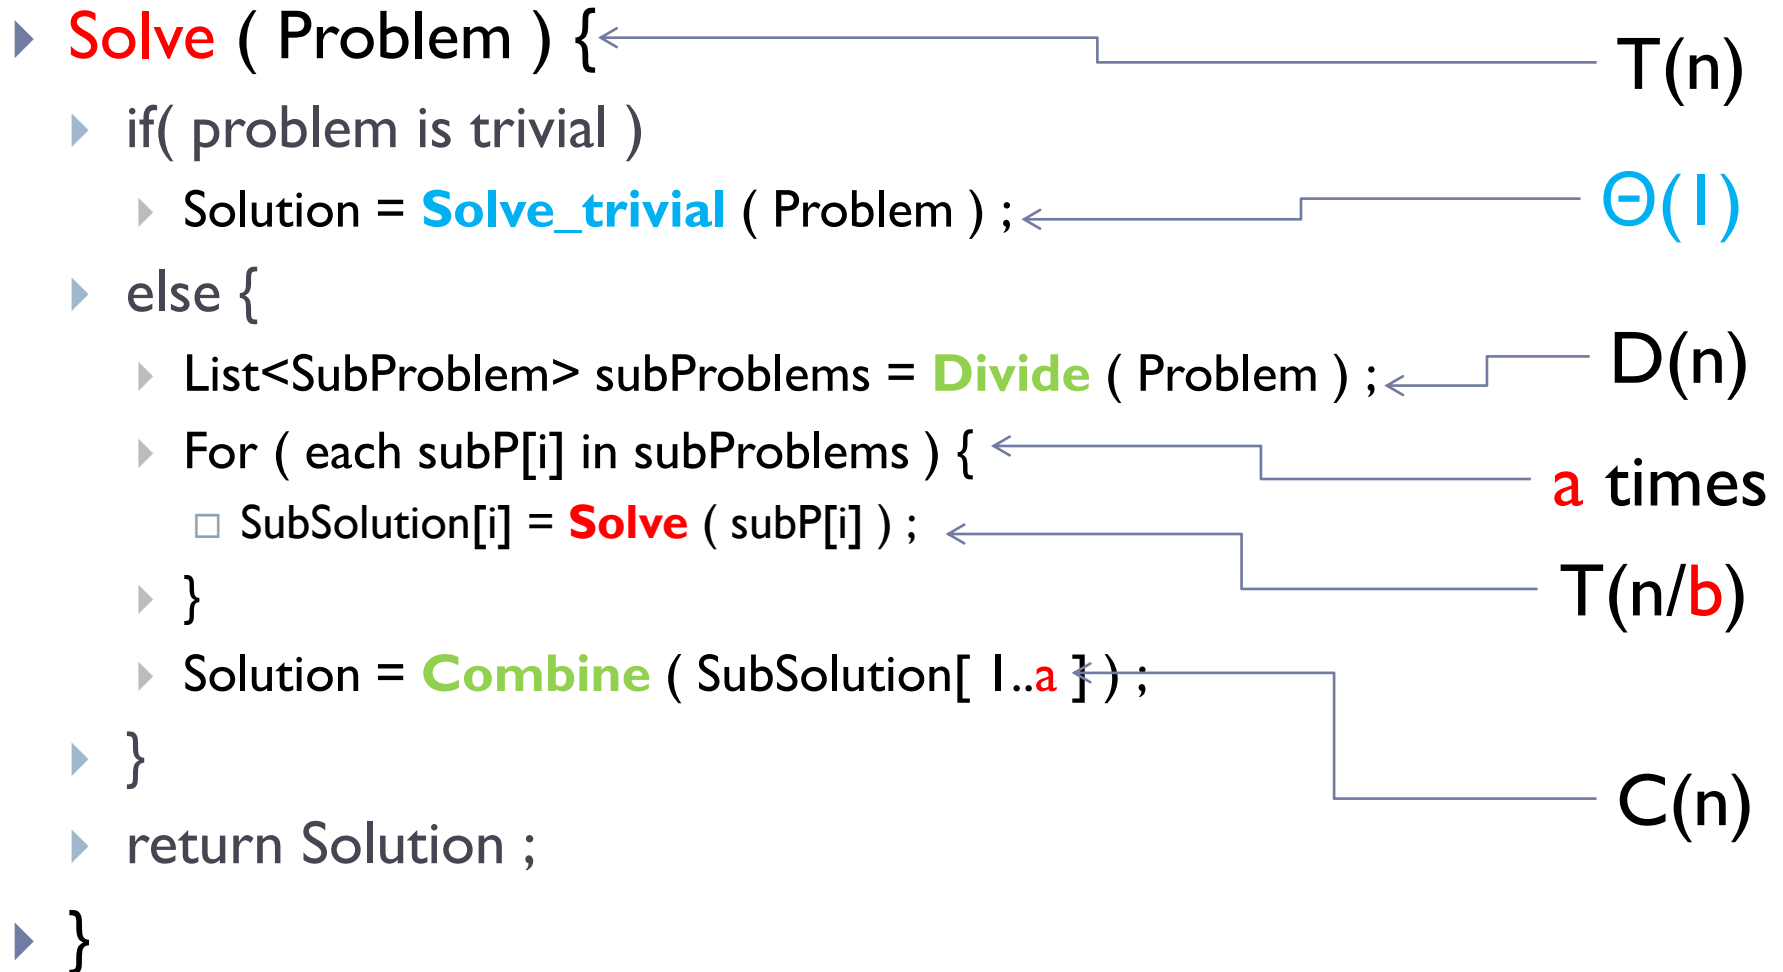 Solve ( Problem ) { T(n)
if( problem is trivial )
Solution = Solve_trivial ( Problem ) ; Θ(1)
else {
List<SubProblem> subProblems = Divide ( Problem ) ; D(n)
For ( each subP[i] in subProblems ) { a times
SubSolution[i] = Solve ( subP[i] ) ; T(n/b)
}
Solution = Combine ( SubSolution[ 1..a ] ) ; C(n)
}
return Solution ;
}